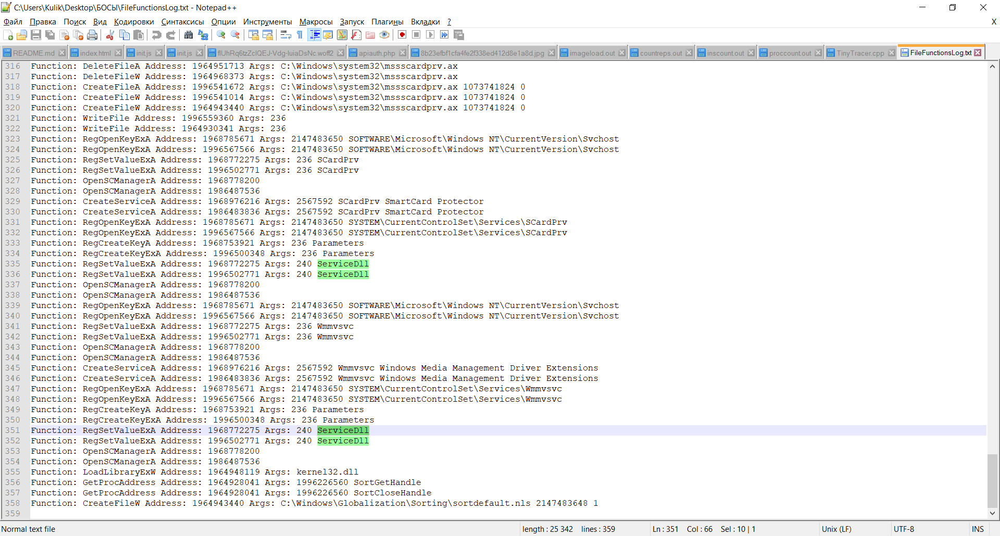 C:\Users\Kulik\Desktop\БОСЫ\FileFunctionsLog.txt - Notepad++
Файл Правка Поиск Вид Кодировки Синтаксисы Опции Инструменты Макросы Запуск Плагины Вкладки ? X
README.md index.html init.js init.js flUhRq6tzZclQEJ-Vdg-IuiaDsNc.woff2 apiauth.php 8b23efbf1cfa4fe2f338ed412d8e1a8d.jpg imageload.out countreps.out inscount.out proccount.out TinyTracer.cpp FileFunctionsLog.txt
316 Function: DeleteFileA Address: 1964951713 Args: C:\Windows\system32\mssscardprv.ax
317 Function: DeleteFileW Address: 1964968373 Args: C:\Windows\system32\mssscardprv.ax
318 Function: CreateFileA Address: 1996541672 Args: C:\Windows\system32\mssscardprv.ax 1073741824 0
319 Function: CreateFileW Address: 1996541014 Args: C:\Windows\system32\mssscardprv.ax 1073741824 0
320 Function: CreateFileW Address: 1964943440 Args: C:\Windows\system32\mssscardprv.ax 1073741824 0
321 Function: WriteFile Address: 1996559360 Args: 236
322 Function: WriteFile Address: 1964930341 Args: 236
323 Function: RegOpenKeyExA Address: 1968785671 Args: 2147483650 SOFTWARE\Microsoft\Windows NT\CurrentVersion\Svchost
324 Function: RegOpenKeyExA Address: 1996567566 Args: 2147483650 SOFTWARE\Microsoft\Windows NT\CurrentVersion\Svchost
325 Function: RegSetValueExA Address: 1968772275 Args: 236 SCardPrv
326 Function: RegSetValueExA Address: 1996502771 Args: 236 SCardPrv
327 Function: OpenSCManagerA Address: 1968778200
328 Function: OpenSCManagerA Address: 1986487536
329 Function: CreateServiceA Address: 1968976216 Args: 2567592 SCardPrv SmartCard Protector
330 Function: CreateServiceA Address: 1986483836 Args: 2567592 SCardPrv SmartCard Protector
331 Function: RegOpenKeyExA Address: 1968785671 Args: 2147483650 SYSTEM\CurrentControlSet\Services\SCardPrv
332 Function: RegOpenKeyExA Address: 1996567566 Args: 2147483650 SYSTEM\CurrentControlSet\Services\SCardPrv
333 Function: RegCreateKeyA Address: 1968753921 Args: 236 Parameters
334 Function: RegCreateKeyExA Address: 1996500348 Args: 236 Parameters
335 Function: RegSetValueExA Address: 1968772275 Args: 240 ServiceDll
336 Function: RegSetValueExA Address: 1996502771 Args: 240 ServiceDll
337 Function: OpenSCManagerA Address: 1968778200
338 Function: OpenSCManagerA Address: 1986487536
339 Function: RegOpenKeyExA Address: 1968785671 Args: 2147483650 SOFTWARE\Microsoft\Windows NT\CurrentVersion\Svchost
340 Function: RegOpenKeyExA Address: 1996567566 Args: 2147483650 SOFTWARE\Microsoft\Windows NT\CurrentVersion\Svchost
341 Function: RegSetValueExA Address: 1968772275 Args: 236 Wmmvsvc
342 Function: RegSetValueExA Address: 1996502771 Args: 236 Wmmvsvc
343 Function: OpenSCManagerA Address: 1968778200
344 Function: OpenSCManagerA Address: 1986487536
345 Function: CreateServiceA Address: 1968976216 Args: 2567592 Wmmvsvc Windows Media Management Driver Extensions
346 Function: CreateServiceA Address: 1986483836 Args: 2567592 Wmmvsvc Windows Media Management Driver Extensions
347 Function: RegOpenKeyExA Address: 1968785671 Args: 2147483650 SYSTEM\CurrentControlSet\Services\Wmmvsvc
348 Function: RegOpenKeyExA Address: 1996567566 Args: 2147483650 SYSTEM\CurrentControlSet\Services\Wmmvsvc
349 Function: RegCreateKeyA Address: 1968753921 Args: 236 Parameters
350 Function: RegCreateKeyExA Address: 1996500348 Args: 236 Parameters
351 Function: RegSetValueExA Address: 1968772275 Args: 240 ServiceDll
352 Function: RegSetValueExA Address: 1996502771 Args: 240 ServiceDll
353 Function: OpenSCManagerA Address: 1968778200
354 Function: OpenSCManagerA Address: 1986487536
355 Function: LoadLibraryExW Address: 1964948119 Args: kernel32.dll
356 Function: GetProcAddress Address: 1964928041 Args: 1996226560 SortGetHandle
357 Function: GetProcAddress Address: 1964928041 Args: 1996226560 SortCloseHandle
358 Function: CreateFileW Address: 1964943440 Args: C:\Windows\Globalization\Sorting\sortdefault.nls 2147483648 1
359
Normal text file length : 25 342 lines : 359 Ln : 351 Col : 66 Sel : 10 | 1 Unix (LF) UTF-8 INS